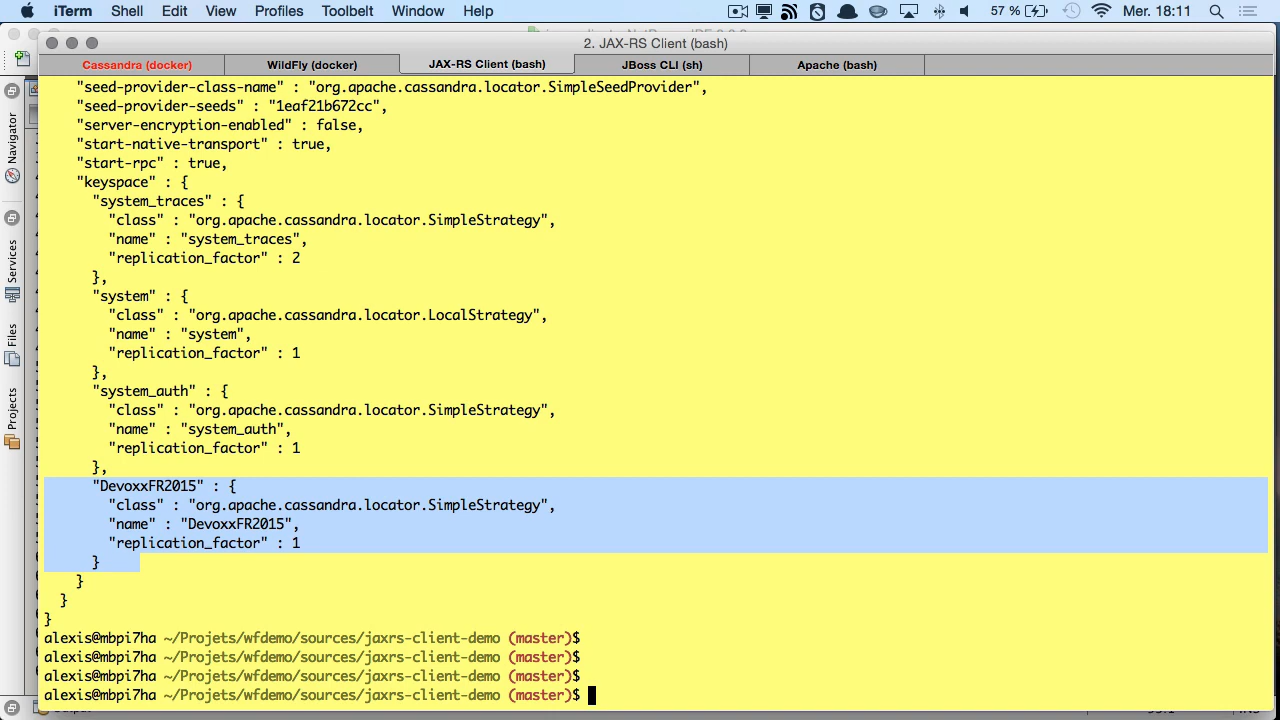 iTerm Shell Edit View Profiles Toolbelt Window Help 57 % Mer. 18:11
2. JAX-RS Client (bash)
Cassandra (docker) WildFly (docker) JAX-RS Client (bash) JBoss CLI (sh) Apache (bash)
Navigator
Services
Files
Projects
"seed-provider-class-name" : "org.apache.cassandra.locator.SimpleSeedProvider",
"seed-provider-seeds" : "1eaf21b672cc",
"server-encryption-enabled" : false,
"start-native-transport" : true,
"start-rpc" : true,
"keyspace" : {
"system_traces" : {
"class" : "org.apache.cassandra.locator.SimpleStrategy",
"name" : "system_traces",
"replication_factor" : 2
},
"system" : {
"class" : "org.apache.cassandra.locator.LocalStrategy",
"name" : "system",
"replication_factor" : 1
},
"system_auth" : {
"class" : "org.apache.cassandra.locator.SimpleStrategy",
"name" : "system_auth",
"replication_factor" : 1
},
"DevoxxFR2015" : {
"class" : "org.apache.cassandra.locator.SimpleStrategy",
"name" : "DevoxxFR2015",
"replication_factor" : 1
}
}
}
}
alexis@mbpi7ha ~/Projets/wfdemo/sources/jaxrs-client-demo (master)$
alexis@mbpi7ha ~/Projets/wfdemo/sources/jaxrs-client-demo (master)$
alexis@mbpi7ha ~/Projets/wfdemo/sources/jaxrs-client-demo (master)$
alexis@mbpi7ha ~/Projets/wfdemo/sources/jaxrs-client-demo (master)$